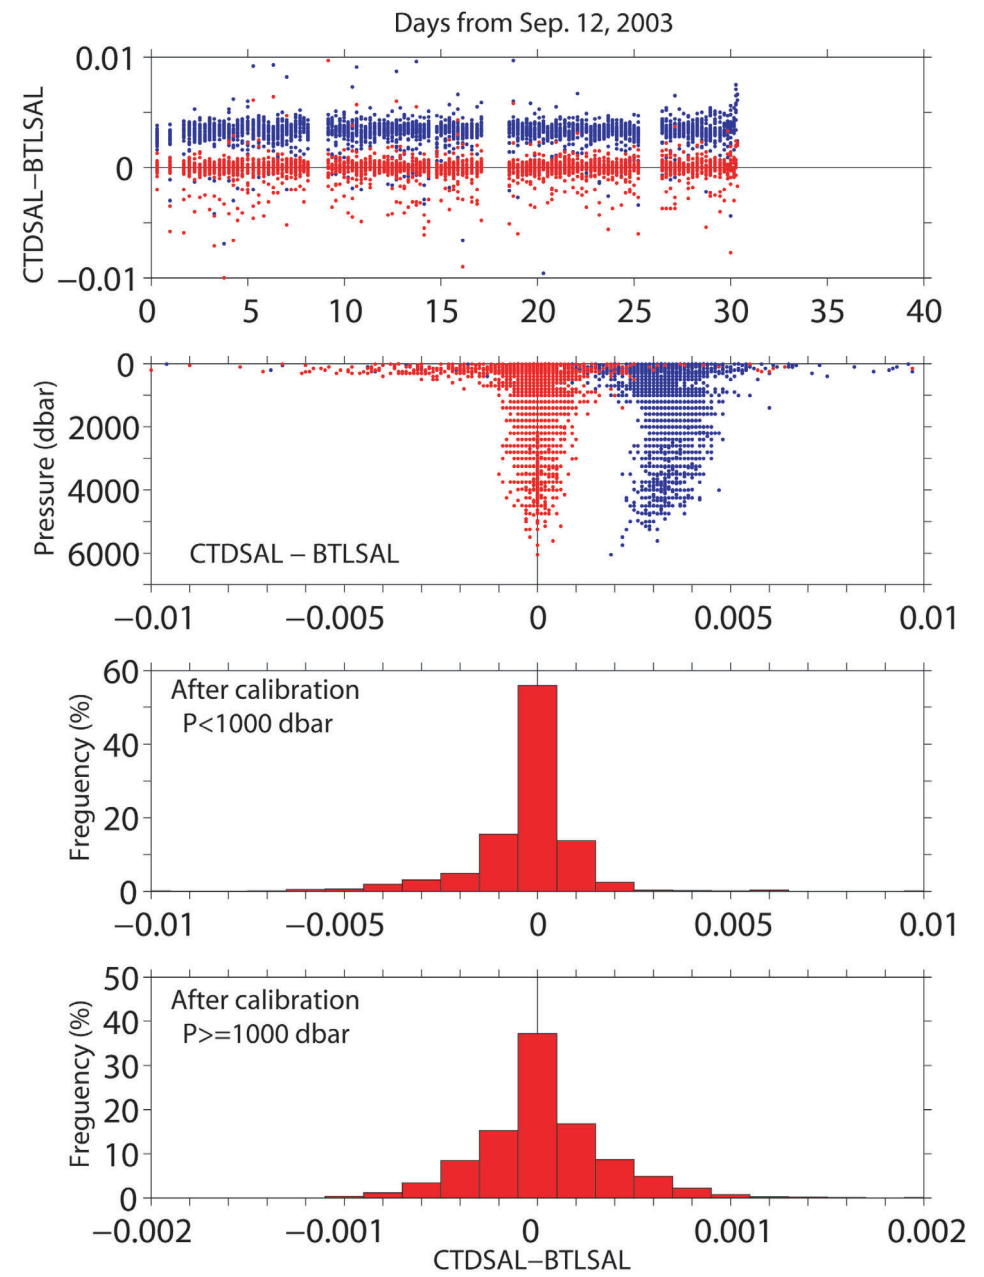 Days from Sep. 12, 2003
0.01
0
−0.01
CTDSAL−BTLSAL
0 5 10 15 20 25 30 35 40
0
2000
4000
6000
Pressure (dbar)
CTDSAL − BTLSAL
−0.01 −0.005 0 0.005 0.01
60
40
20
0
Freguency (%)
After calibration
P<1000 dbar
−0.01 −0.005 0 0.005 0.01
50
40
30
20
10
0
Freguency (%)
After calibration
P>=1000 dbar
−0.002 −0.001 0 0.001 0.002
CTDSAL−BTLSAL